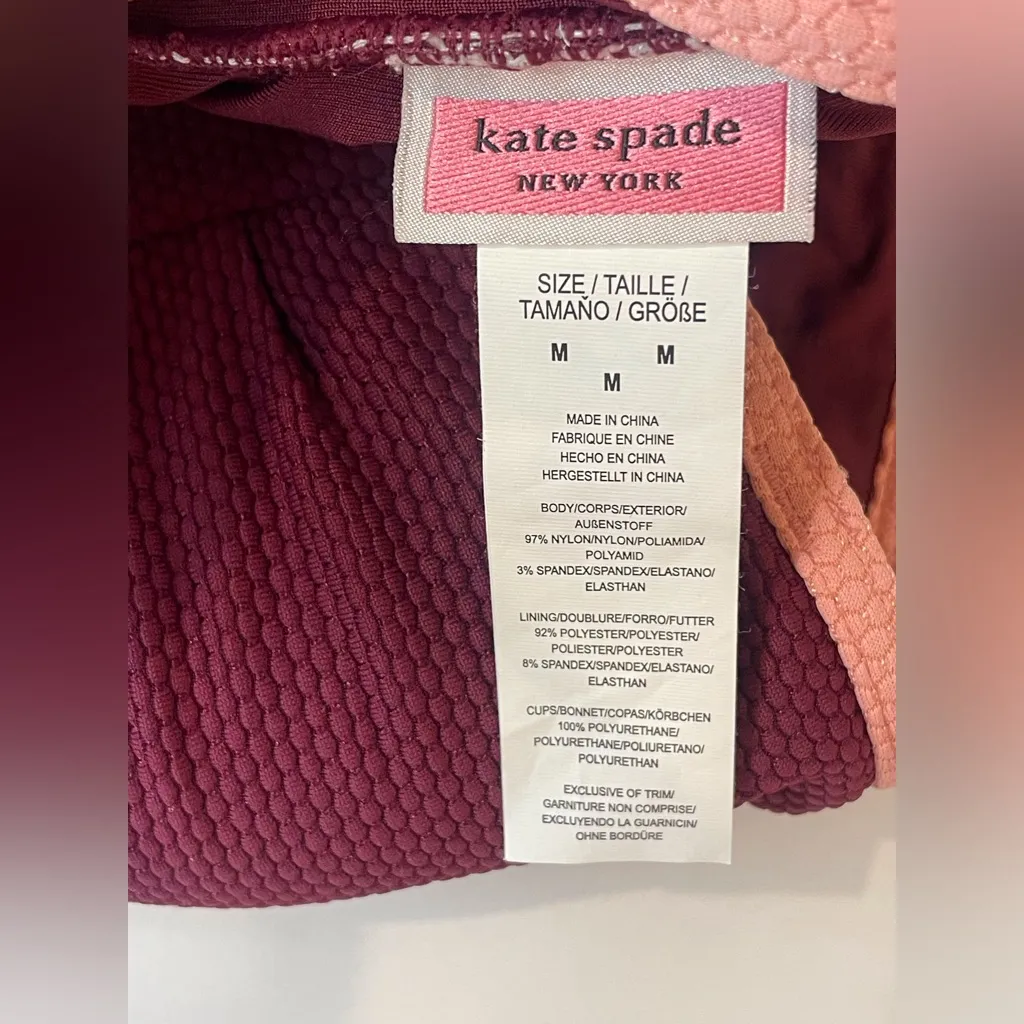 kate spade
NEW YORK
SIZE / TAILLE /
TAMAŇO / GRÖßE
M M
M
MADE IN CHINA
FABRIQUE EN CHINE
HECHO EN CHINA
HERGESTELLT IN CHINA
BODY/CORPS/EXTERIOR/
AUßENSTOFF
97% NYLON/NYLON/POLIAMIDA/
POLYAMID
3% SPANDEX/SPANDEX/ELASTANO/
ELASTHAN
LINING/DOUBLURE/FORRO/FUTTER
92% POLYESTER/POLYESTER/
POLIESTER/POLYESTER
8% SPANDEX/SPANDEX/ELASTANO/
ELASTHAN
CUPS/BONNET/COPAS/KÖRBCHEN
100% POLYURETHANE/
POLYURETHANE/POLIURETANO/
POLYURETHAN
EXCLUSIVE OF TRIM/
GARNITURE NON COMPRISE/
EXCLUYENDO LA GUARNICIN/
OHNE BORDÜRE